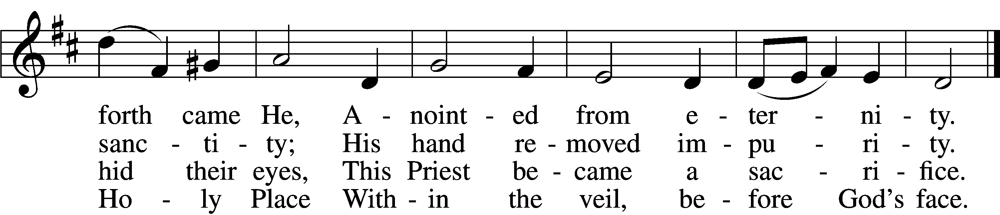 forth came He, A - noint - ed from e - ter - ni - ty.
sanc - ti - ty; His hand re - moved im - pu - ri - ty.
hid their eyes, This Priest be - came a sac - ri - fice.
Ho - ly Place With - in the veil, be - fore God's face.